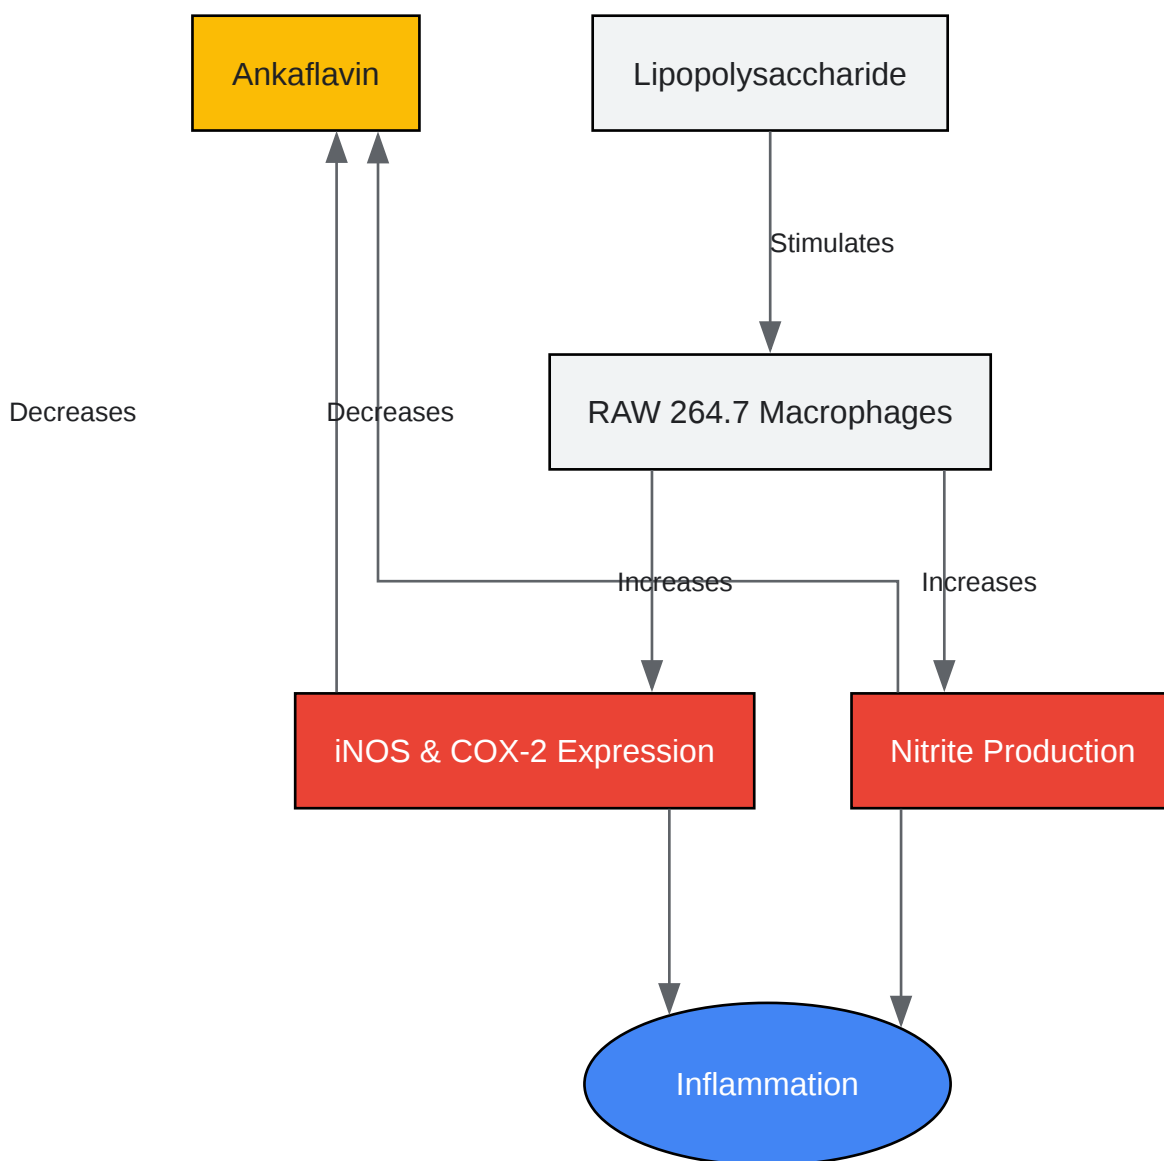 Ankaflavin
Lipopolysaccharide
Stimulates
Decreases
Decreases
RAW 264.7 Macrophages
Increases
Increases
iNOS & COX-2 Expression
Nitrite Production
Inflammation